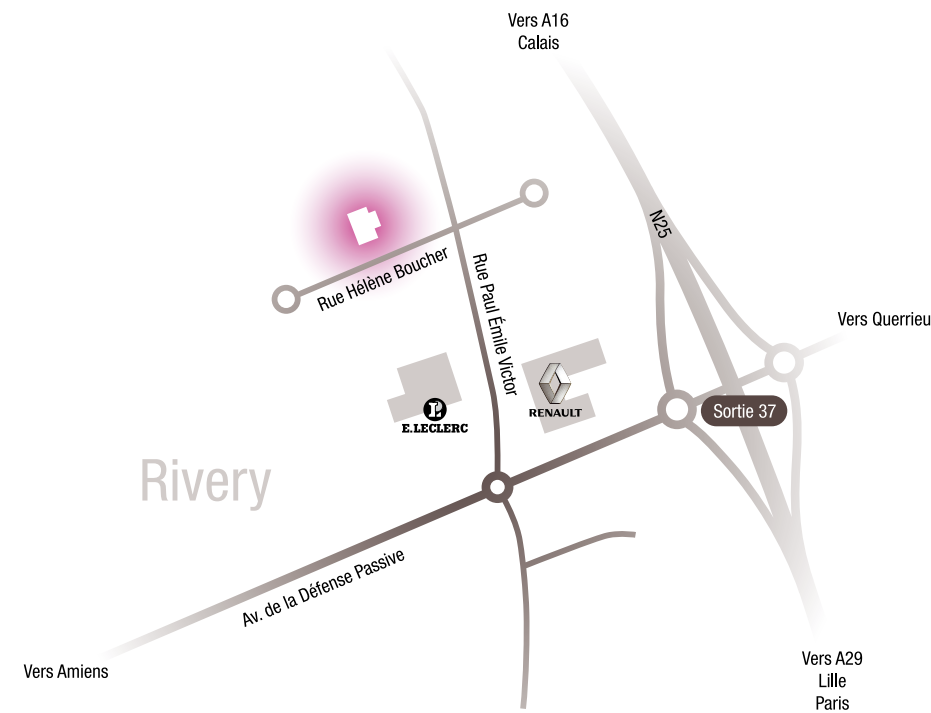 Vers A16
Calais
N25
Rue Hélène Boucher
Rue Paul Émile Victor
Vers Querrieu
RENAULT
Sortie 37
E.LECLERC
Rivery
Av. de la Défense Passive
Vers Amiens
Vers A29
Lille
Paris